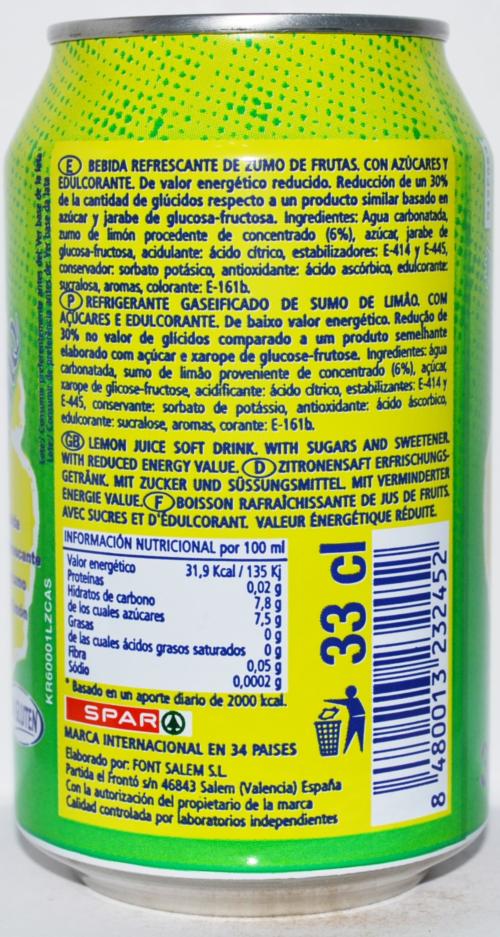 E BEBIDA REFRESCANTE DE ZUMO DE FRUTAS. CON AZÚCARES Y
EDULCORANTE. De valor energético reducido. Reducción de un 30%
de la cantidad de glúcidos respecto a un producto similar basado en
azúcar y jarabe de glucosa-fructosa. Ingredientes: Agua carbonatada,
zumo de limón procedente de concentrado (6%), azúcar, jarabe de
glucosa-fructosa, acidulante: ácido cítrico, estabilizadores: E-414 y E-445,
conservador: sorbato potásico, antioxidante: ácido ascórbico, edulcorante:
sucralosa, aromas, colorante: E-161b.
P REFRIGERANTE GASEIFICADO DE SUMO DE LIMÃO. COM
AÇUCARES E EDULCORANTE. De baixo valor energético. Redução de
30% no valor de glícidos comparado a um produto semelhante
elaborado com açúcar e xarope de glucose-frutose. Ingredientes: água
carbonatada, sumo de limão proveniente de concentrado (6%), açúcar,
xarope de glicose-fructose, acidificante: ácido cítrico, estabilizantes: E-414 y
E-445, conservante: sorbato de potássio, antioxidante: ácido áscorbico,
edulcorante: sucralose, aromas, corante: E-161b.
GB LEMON JUICE SOFT DRINK. WITH SUGARS AND SWEETENER.
WITH REDUCED ENERGY VALUE. D ZITRONENSAFT ERFRISCHUNGS-
GETRÄNK. MIT ZUCKER UND SÜSSUNGSMITTEL. MIT VERMINDERTER
ENERGIE VALUE. F BOISSON RAFRAÎCHISSANTE DE JUS DE FRUITS.
AVEC SUCRES ET D'ÉDULCORANT. VALEUR ÉNERGÉTIQUE RÉDUITE.
INFORMACIÓN NUTRICIONAL por 100 ml
Valor energético 31,9 Kcal / 135 Kj
Proteínas 0,02 g
Hidratos de carbono 7,8 g
de los cuales azúcares 7,5 g
Grasas 0 g
de las cuales ácidos grasos saturados 0 g
Fibra 0,05 g
Sódio 0,0002 g
* Basado en un aporte diario de 2000 kcal.
SPAR
MARCA INTERNACIONAL EN 34 PAISES
Elaborado por: FONT SALEM S.L.
Partida el Frontó s/n 46843 Salem (Valencia) España
Con la autorización del propietario de la marca
Calidad controlada por laboratorios independientes
33 cl
8 480013 232452
KR60001LZCAS